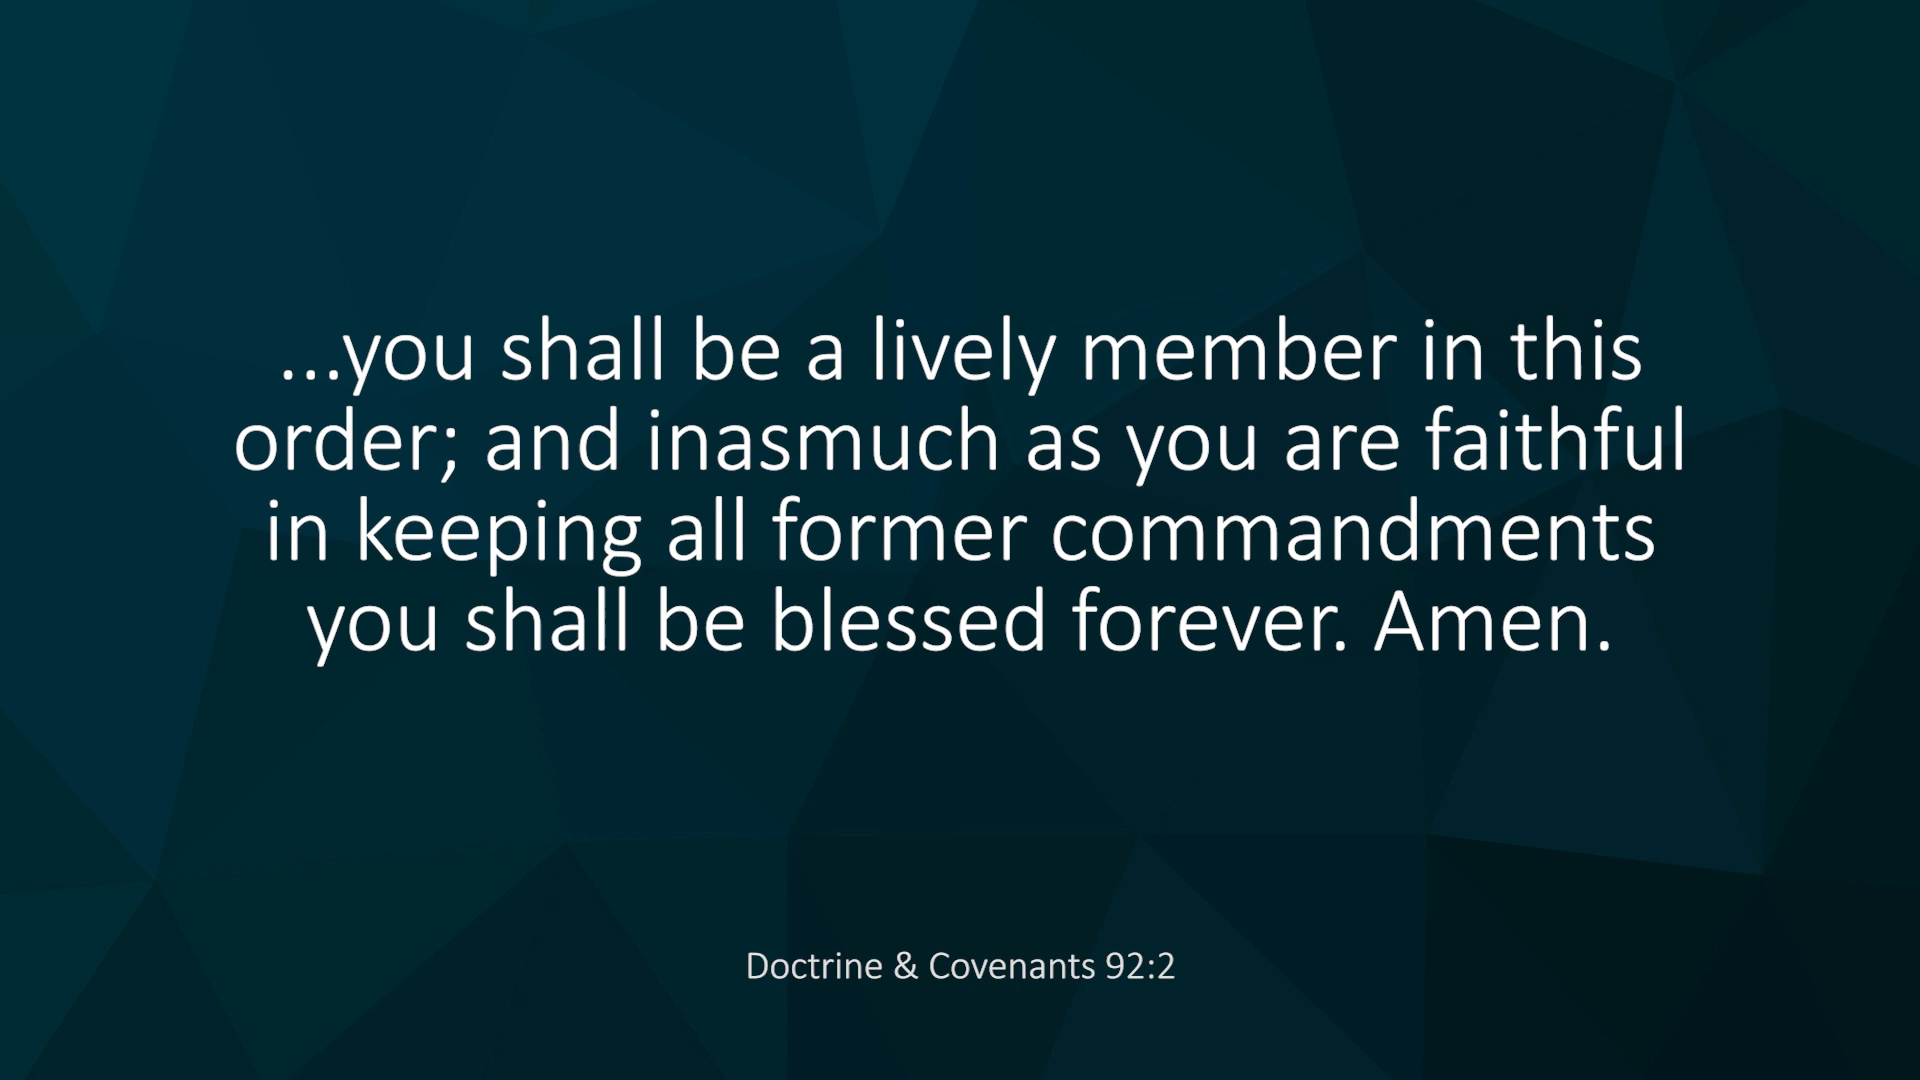 ...you shall be a lively member in this
order; and inasmuch as you are faithful
in keeping all former commandments
you shall be blessed forever. Amen.
Doctrine & Covenants 92:2